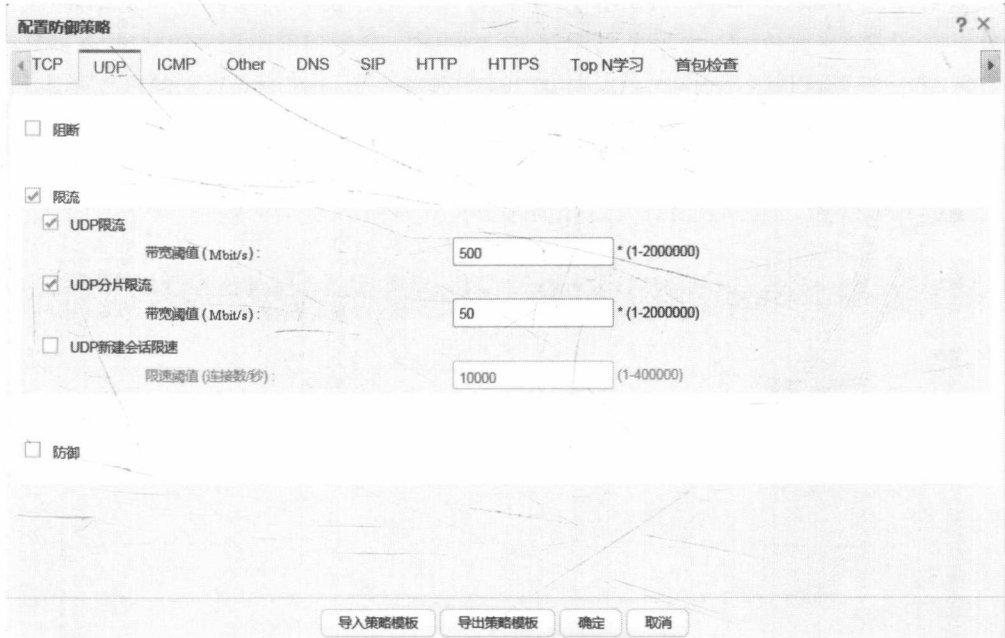 配置防御策略 ? ×
TCP UDP ICMP Other DNS SIP HTTP HTTPS Top N学习 首包检查
阻断
限流
UDP限流
带宽阈值(Mbit/s): 500 *(1-2000000)
UDP分片限流
带宽阈值(Mbit/s): 50 *(1-2000000)
UDP新建会话限速
限速阈值(连接数/秒): 10000 (1-400000)
防御
导入策略模板 导出策略模板 确定 取消